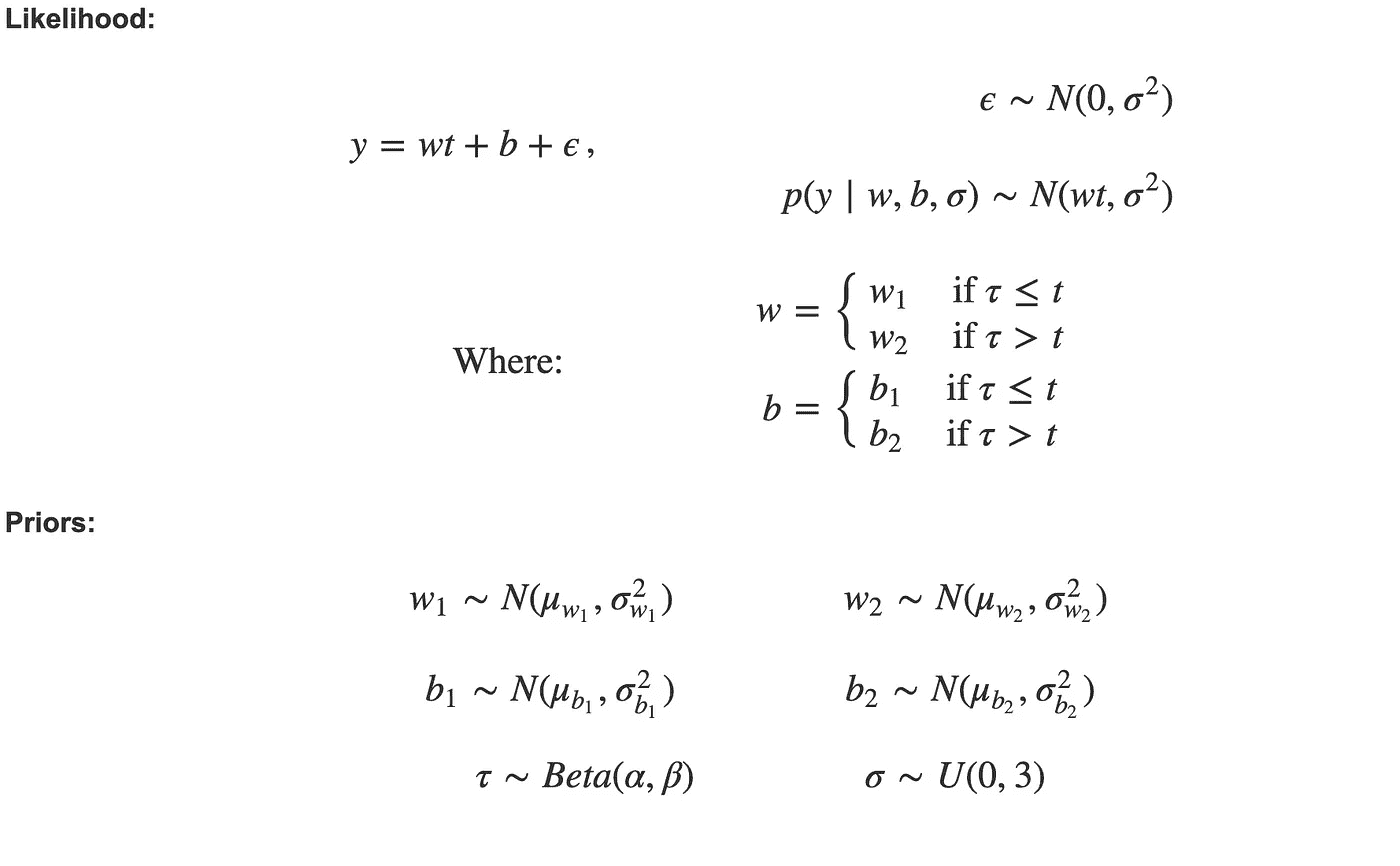 Likelihood:
ϵ ∼ N(0, σ²)
y = wt + b + ϵ ,
p(y | w, b, σ) ∼ N(wt, σ²)
w = { w₁ if τ ≤ t
w₂ if τ > t
Where:
b = { b₁ if τ ≤ t
b₂ if τ > t
Priors:
w₁ ∼ N(μ_{w₁}, σ²_{w₁}) w₂ ∼ N(μ_{w₂}, σ²_{w₂})
b₁ ∼ N(μ_{b₁}, σ²_{b₁}) b₂ ∼ N(μ_{b₂}, σ²_{b₂})
τ ∼ Beta(α, β) σ ∼ U(0, 3)